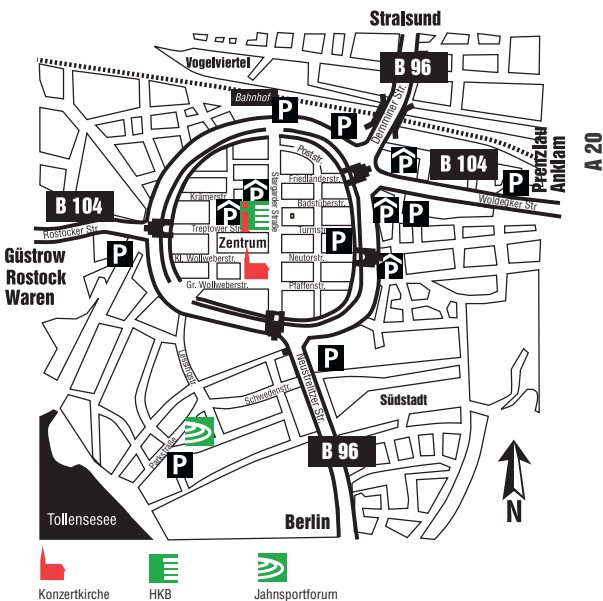 Stralsund
Vogelviertel
B 96
Bahnhof
P
P
Demminer Str.
Poststr.
P
B 104
P
Prenzlau
Anklam
A 20
Friedländerstr.
Krämerstr.
Stargarder Straße
Badstüberstr.
Woldegker Str
B 104
P
P
P
P
Rostocker Str.
Treptower Str.
Turmstr.
P
Zentrum
Güstrow
Rostock
Waren
P
Kl. Wollweberstr.
Neutorstr.
P
Gr. Wollweberstr.
Pfaffenstr.
Lessingstr.
P
Neustrelitzer Str.
Schwedenstr.
Südstadt
Parkstraße
P
B 96
Tollensesee
Berlin
N
Konzertkirche
HKB
Jahnsportforum